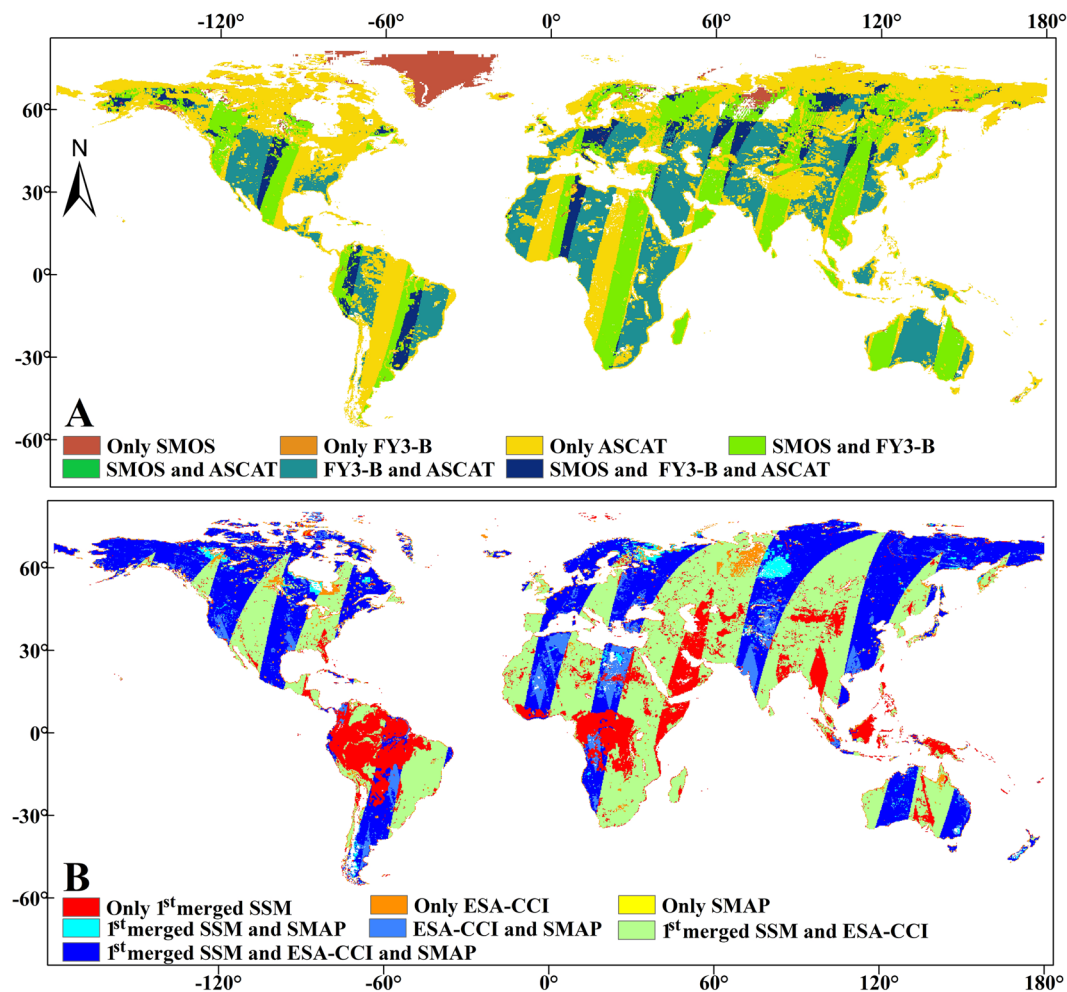 -120° -60° 0° 60° 120° 180°
60°
N
30°
0°
-30°
A
-60°
Only SMOS Only FY3-B Only ASCAT SMOS and FY3-B
SMOS and ASCAT FY3-B and ASCAT SMOS and FY3-B and ASCAT
60°
30°
0°
-30°
B
-60°
Only 1st merged SSM Only ESA-CCI Only SMAP
1st merged SSM and SMAP ESA-CCI and SMAP 1st merged SSM and ESA-CCI
1st merged SSM and ESA-CCI and SMAP
-120° -60° 0° 60° 120° 180°